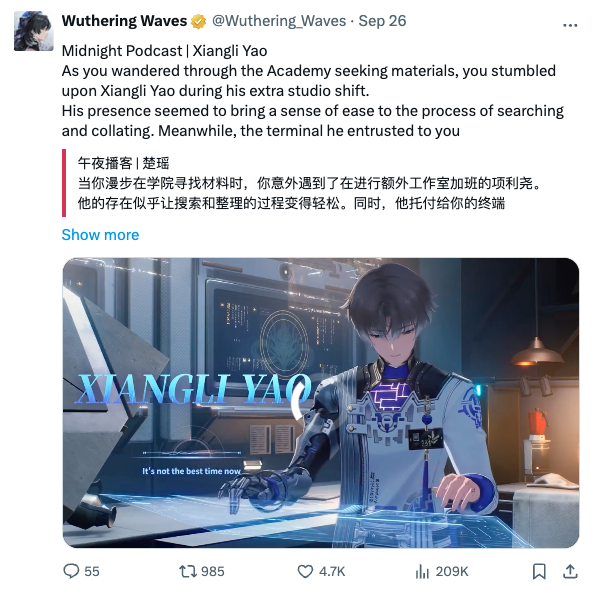 Wuthering Waves @Wuthering_Waves · Sep 26
Midnight Podcast | Xiangli Yao
As you wandered through the Academy seeking materials, you stumbled
upon Xiangli Yao during his extra studio shift.
His presence seemed to bring a sense of ease to the process of searching
and collating. Meanwhile, the terminal he entrusted to you
午夜播客 | 楚瑶
当你漫步在学院寻找材料时，你意外遇到了在进行额外工作室加班的项利尧。
他的存在似乎让搜索和整理的过程变得轻松。同时，他托付给你的终端
Show more
XIANGLI YAO
It's not the best time now
55 985 4.7K 209K